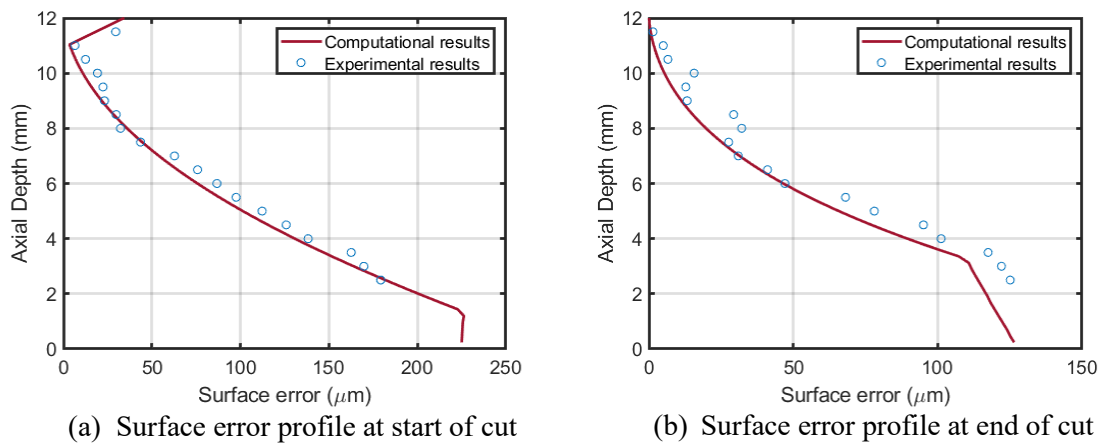 12
10
8
6
4
2
0
Axial Depth (mm)
Computational results
Experimental results
0 50 100 150 200 250
Surface error (μm)
(a) Surface error profile at start of cut
12
10
8
6
4
2
0
Axial Depth (mm)
Computational results
Experimental results
0 50 100 150
Surface error (μm)
(b) Surface error profile at end of cut